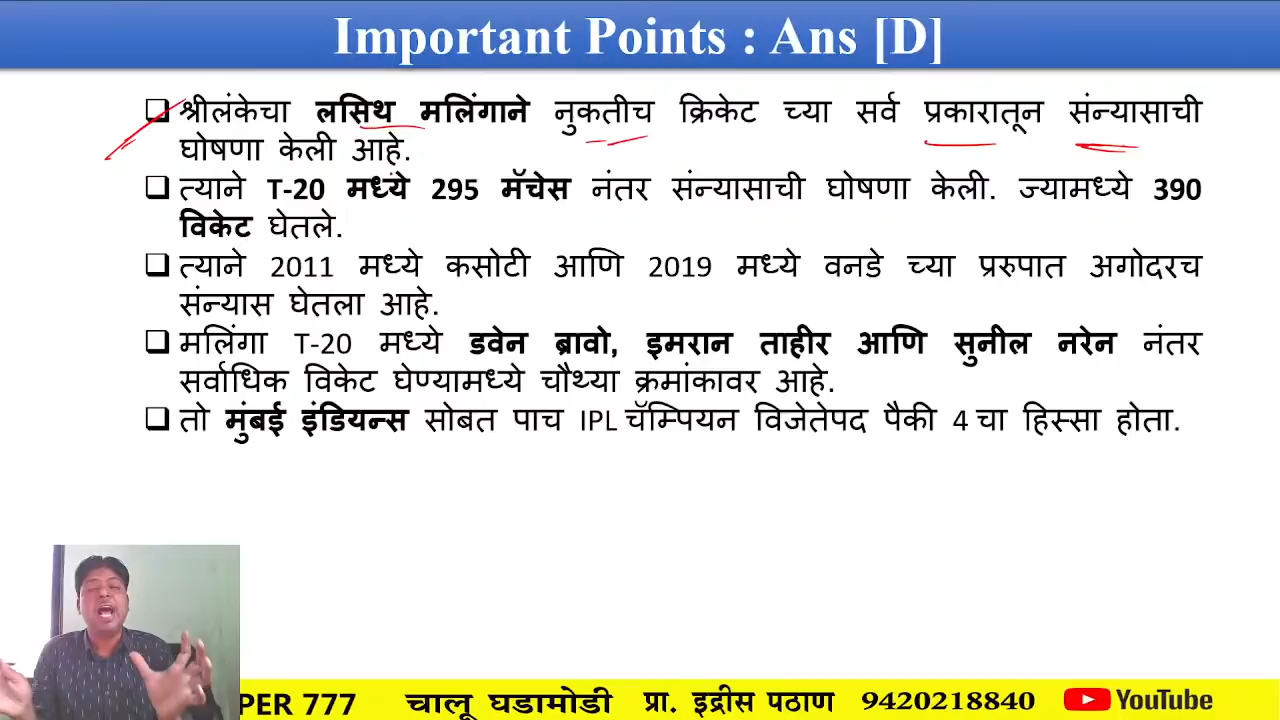 Important Points : Ans [D]
❑ श्रीलंकेचा लसिथ मलिंगाने नुकतीच क्रिकेट च्या सर्व प्रकारातून संन्यासाची
घोषणा केली आहे.
❑ त्याने T-20 मध्ये 295 मॅचेस नंतर संन्यासाची घोषणा केली. ज्यामध्ये 390
विकेट घेतले.
❑ त्याने 2011 मध्ये कसोटी आणि 2019 मध्ये वनडे च्या प्ररुपात अगोदरच
संन्यास घेतला आहे.
❑ मलिंगा T-20 मध्ये डवेन ब्रावो, इमरान ताहीर आणि सुनील नरेन नंतर
सर्वाधिक विकेट घेण्यामध्ये चौथ्या क्रमांकावर आहे.
❑ तो मुंबई इंडियन्स सोबत पाच IPL चॅम्पियन विजेतेपद पैकी 4 चा हिस्सा होता.
PER 777 चालू घडामोडी प्रा. इद्रीस पठाण 9420218840 YouTube